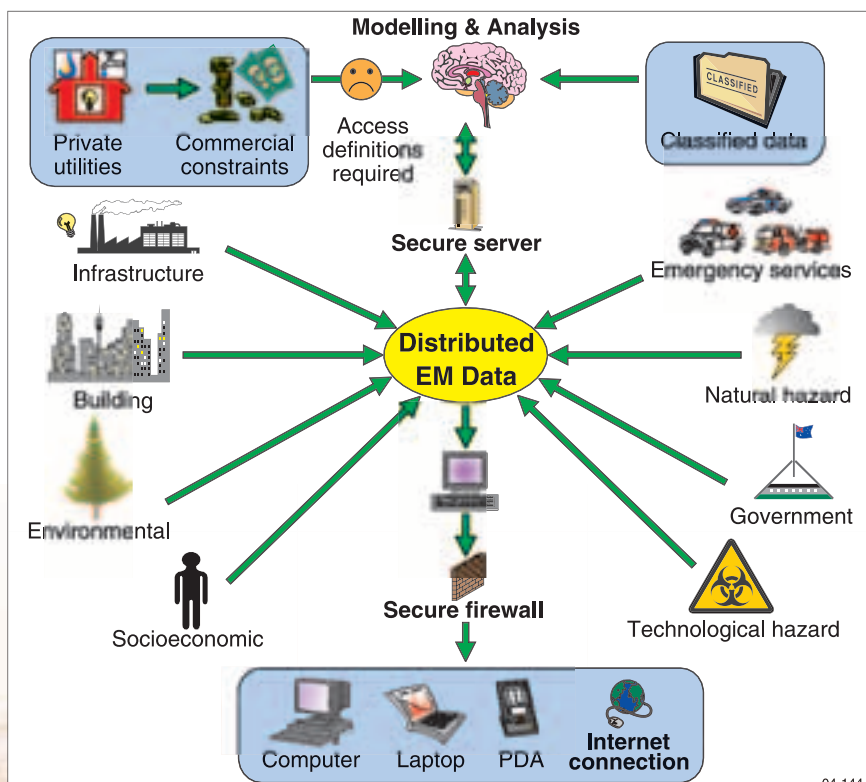 Modelling & Analysis
CLASSIFIED
Private
utilities
Commercial
constraints
Access
definitions
required
Classified data
Secure server
Infrastructure
Emergency services
Distributed
EM Data
Building
Natural hazard
Environmental
Government
Secure firewall
Socioeconomic
Technological hazard
Computer
Laptop
PDA
Internet
connection